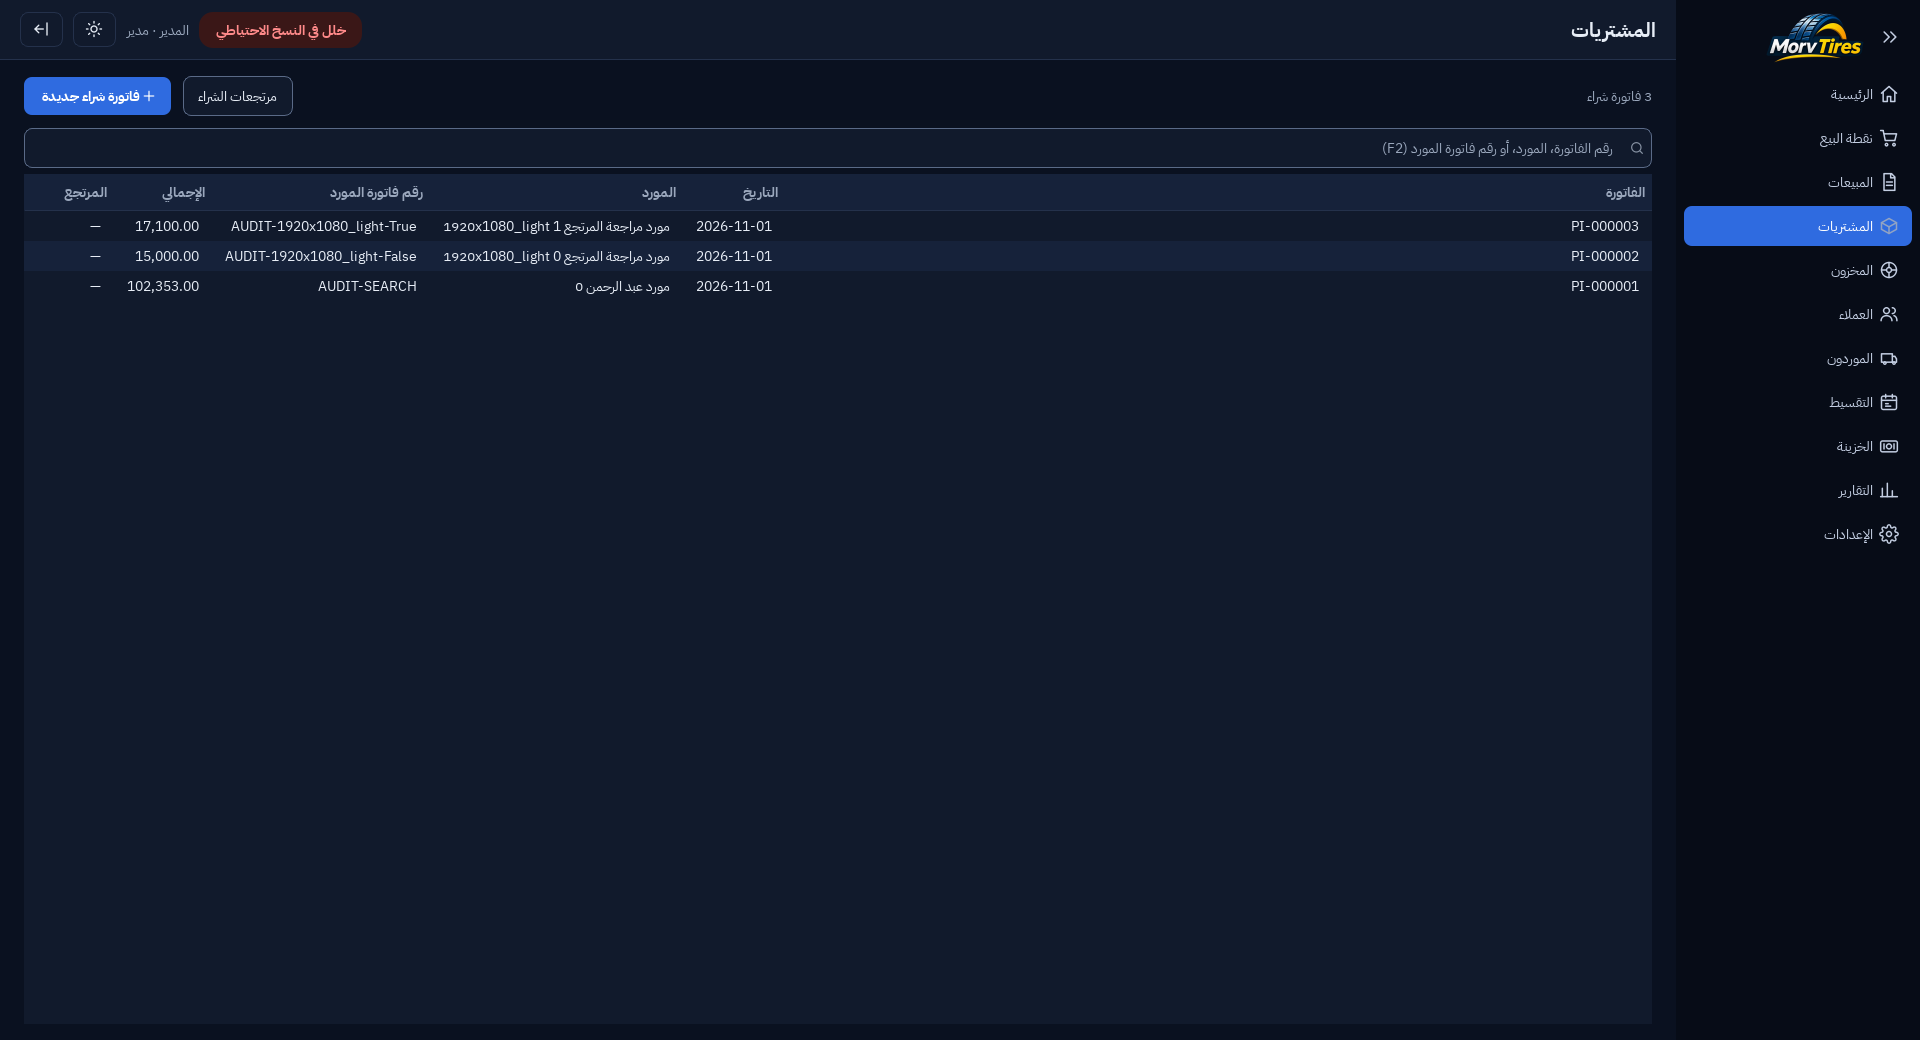 MorvTires
الرئيسية
نقطة البيع
المبيعات
المشتريات
المخزون
العملاء
الموردون
التقسيط
الخزينة
التقارير
الإعدادات
المشتريات
خلل في النسخ الاحتياطي
المدير · مدير
3 فاتورة شراء
مرتجعات الشراء
+ فاتورة شراء جديدة
رقم الفاتورة، المورد، أو رقم فاتورة المورد (F2)
الفاتورة التاريخ المورد رقم فاتورة المورد الإجمالي المرتجع
PI-000003 2026-11-01 مورد مراجعة المرتجع 1 1920x1080_light AUDIT-1920x1080_light-True 17,100.00 —
PI-000002 2026-11-01 مورد مراجعة المرتجع 0 1920x1080_light AUDIT-1920x1080_light-False 15,000.00 —
PI-000001 2026-11-01 مورد عبد الرحمن 0 AUDIT-SEARCH 102,353.00 —